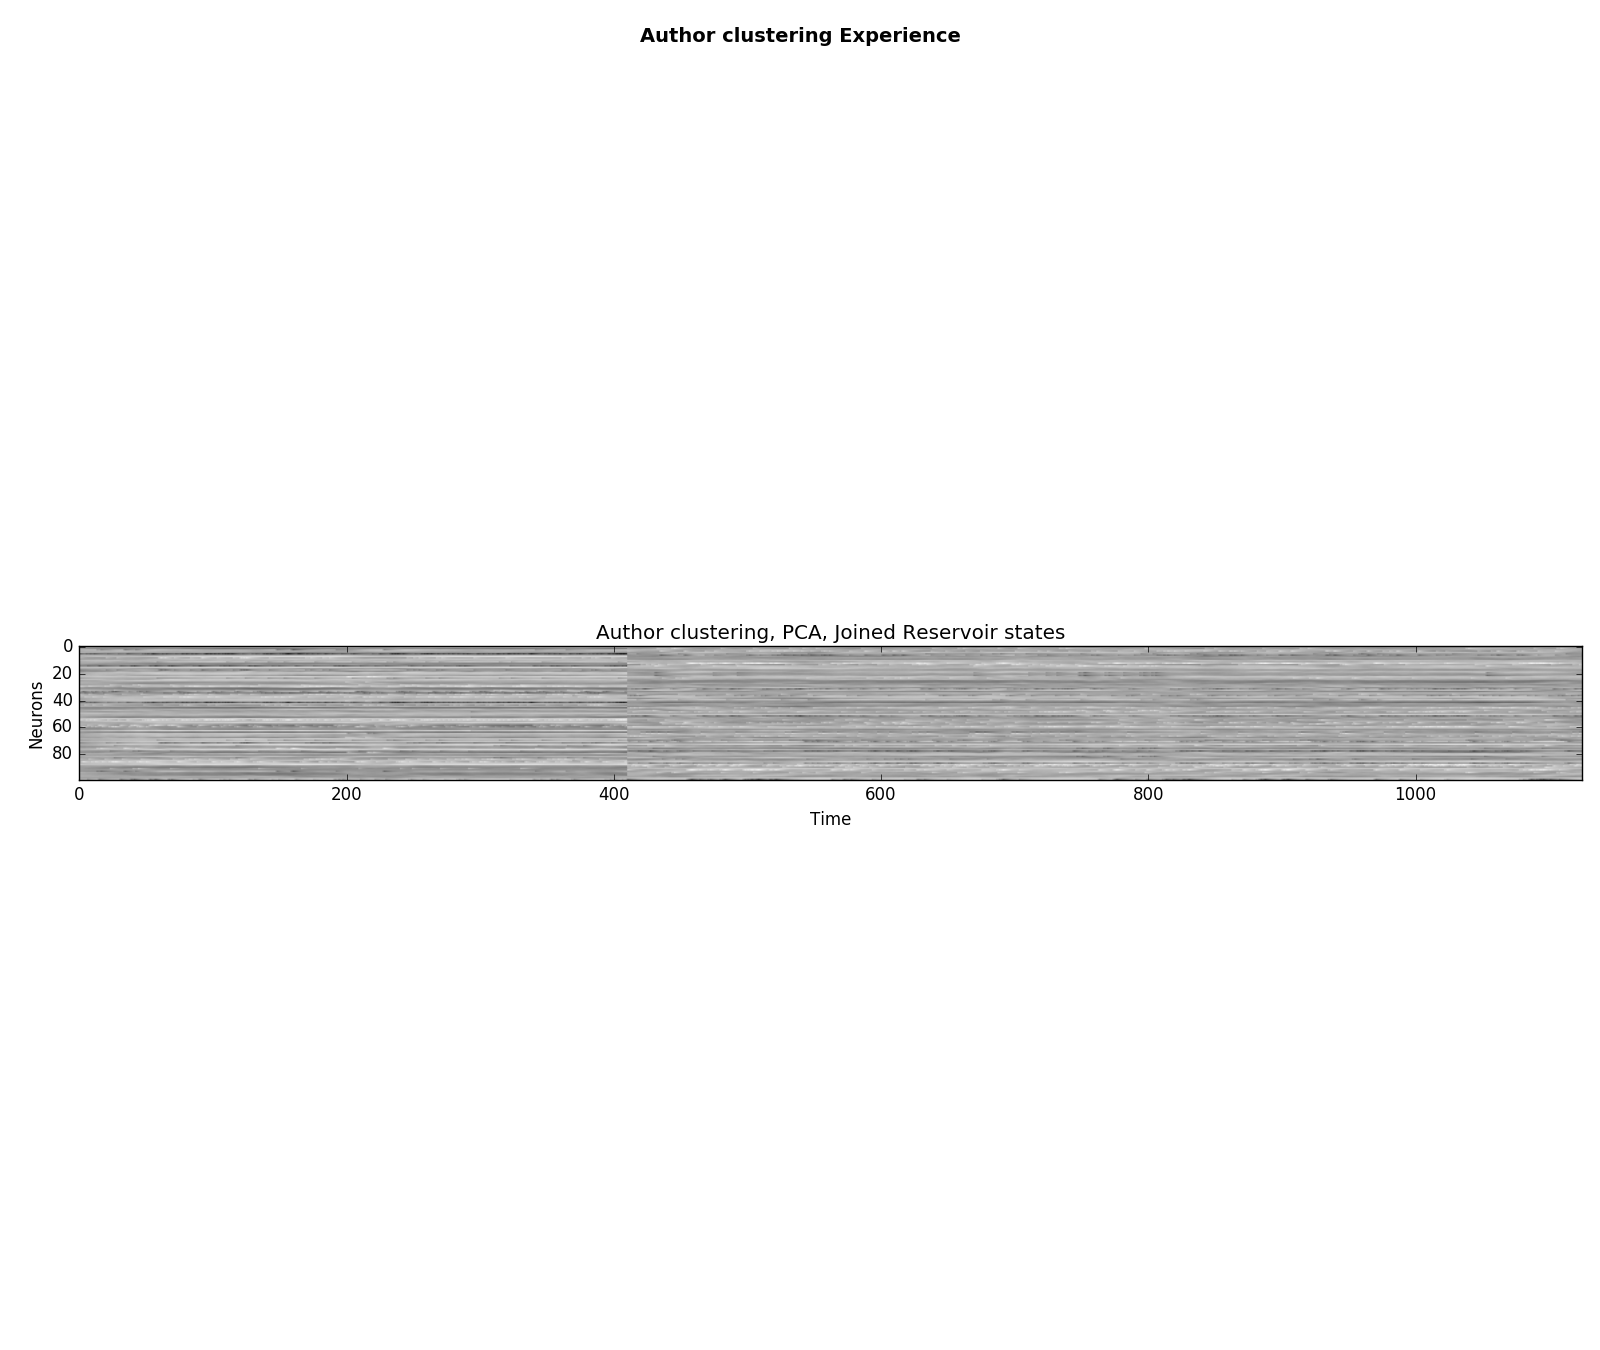 Author clustering Experience
Author clustering, PCA, Joined Reservoir states
Neurons
0
20
40
60
80
0 200 400 600 800 1000
Time